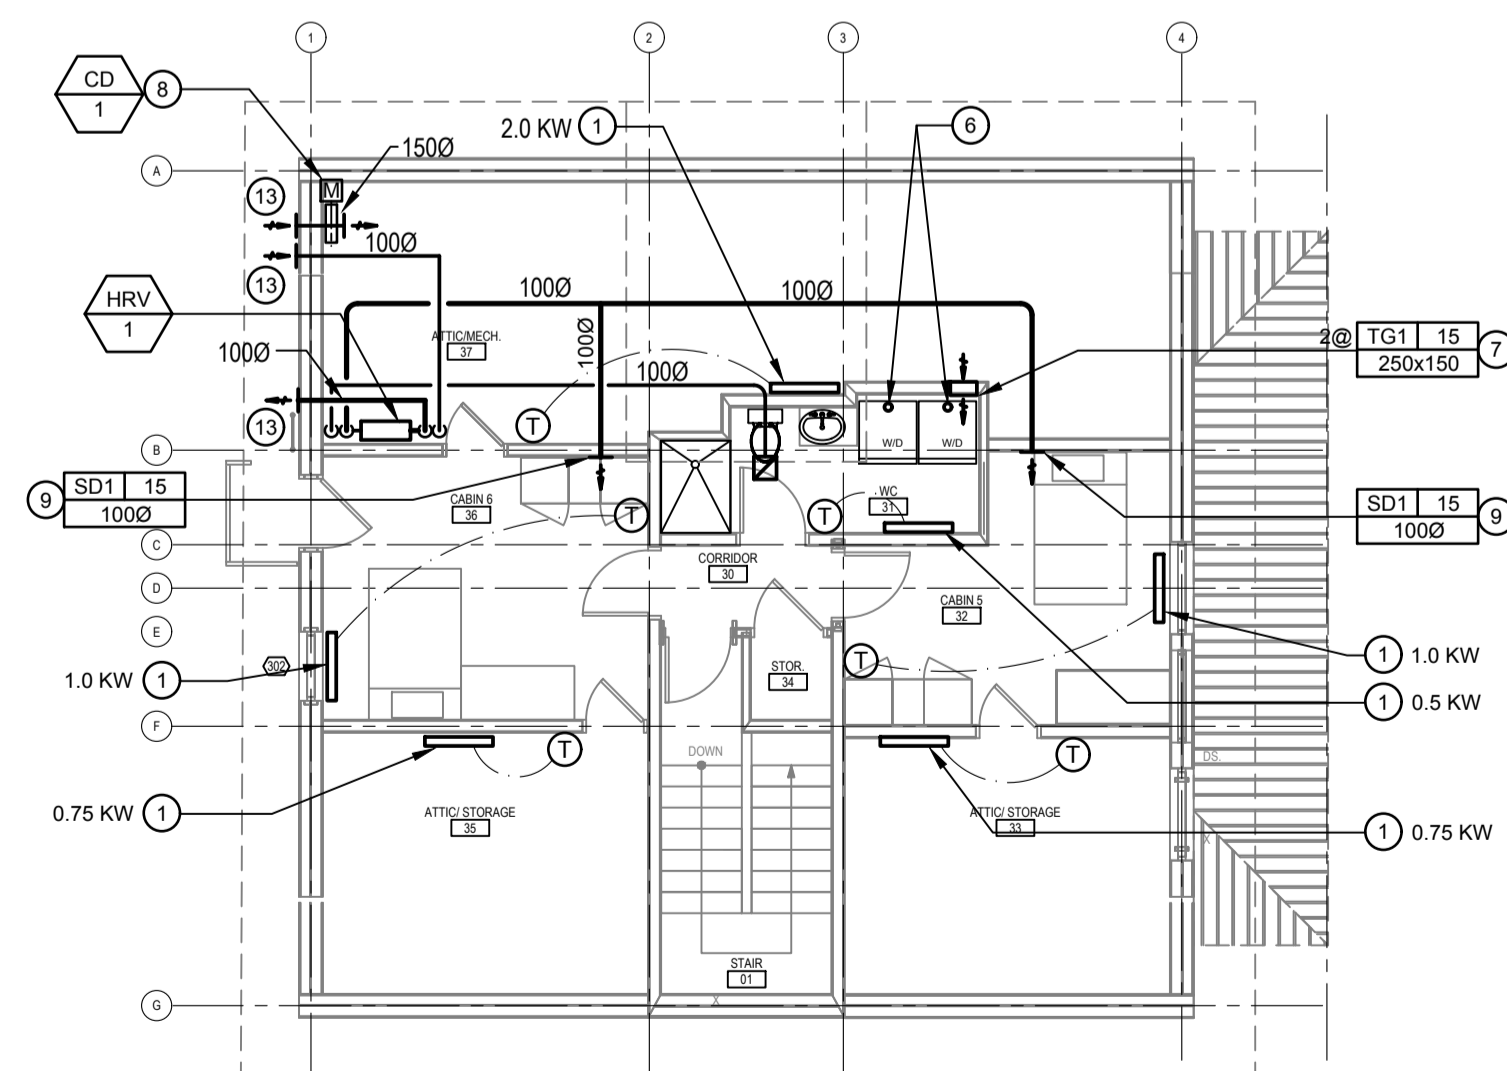 1
2
3
4
CD
1
8
2.0 KW 1
6
150Ø
A
M
13
100Ø
13
HRV
1
100Ø
100Ø
100Ø
2@ TG1 15
250x150
7
ATTIC/MECH.
37
100Ø
100Ø
T
13
B
W/D
W/D
9
SD1 15
100Ø
CABIN 6
36
T
T
WC
31
SD1 15
100Ø
9
C
CORRIDOR
30
D
CABIN 5
32
E
302
1.0 KW 1
STOR.
34
T
1 1.0 KW
1 0.5 KW
F
T
DOWN
T
DS.
0.75 KW 1
ATTIC/ STORAGE
35
ATTIC/ STORAGE
33
1 0.75 KW
X
STAIR
01
X
G